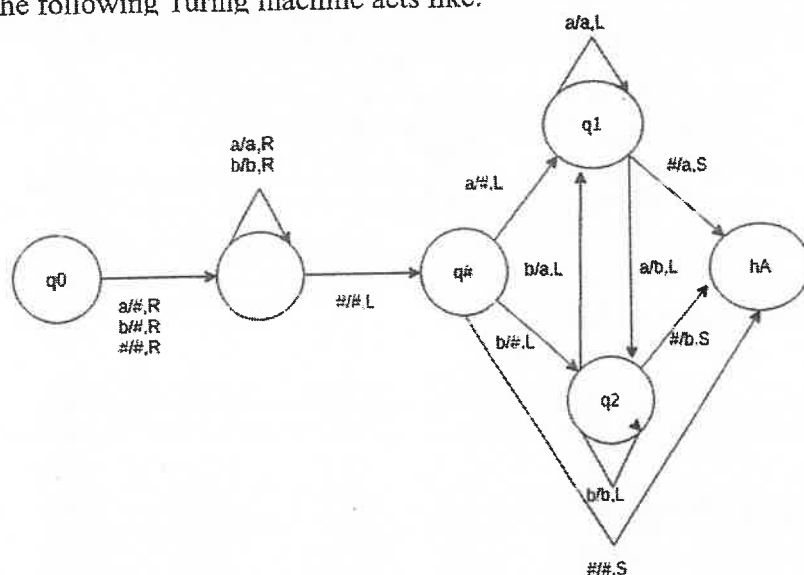 he following Turing machine acts like:
a/a,L
q1
a/a,R
b/b,R
#/a,S
a/#,L
q0
q#
b/a,L
a/b,L
hA
a/#,R
b/#,R
#/#,R
#/#,L
b/#,L
#/b,S
q2
b/b,L
#/#,S